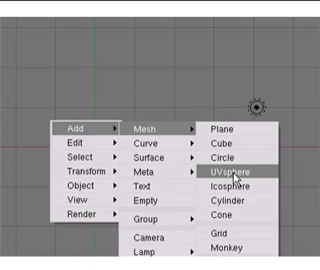 Add
Edit
Select
Transform
Object
View
Render
Mesh
Curve
Surface
Meta
Text
Empty
Group
Camera
Lamp
Plane
Cube
Circle
UVsphere
Icosphere
Cylinder
Cone
Grid
Monkey